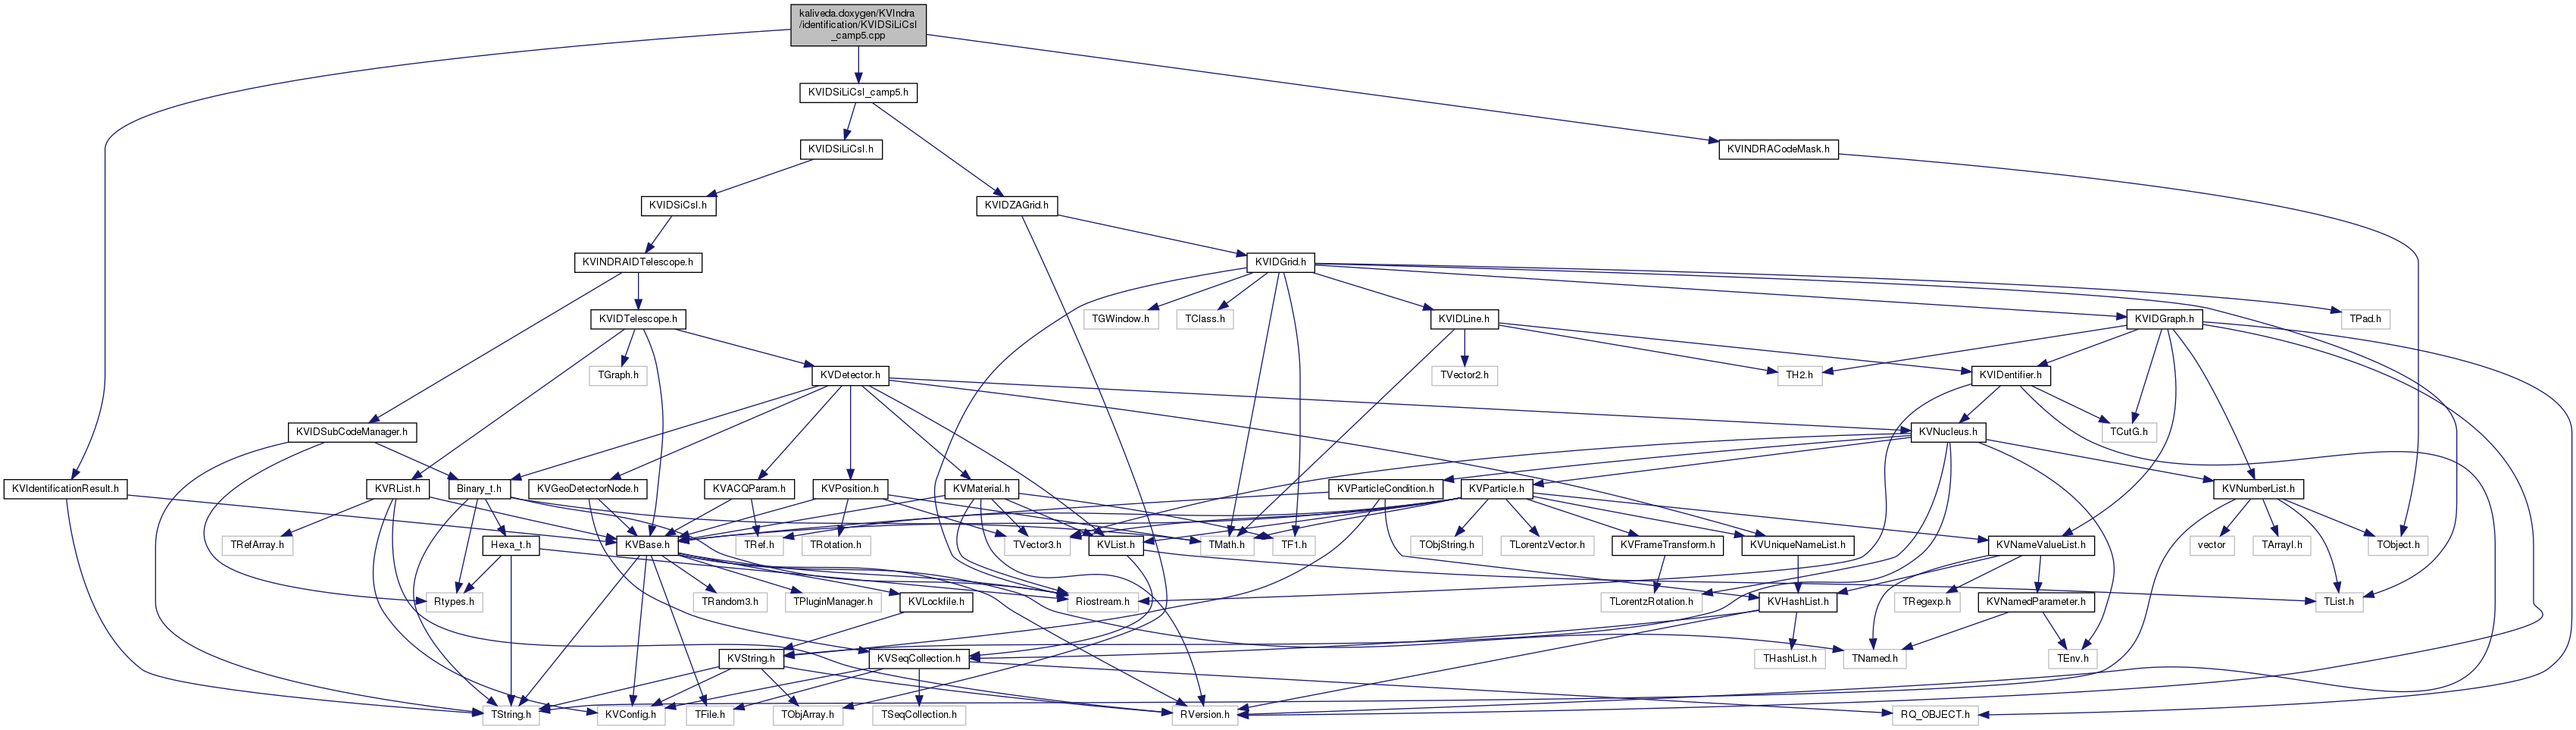 kaliveda.doxygen/KVIndra
/identification/KVIDSiLiCsI
_camp5.cpp
KVIDSiLiCsI_camp5.h
KVIDSiLiCsI.h
KVINDRACodeMask.h
KVIDSiCsI.h
KVIDZAGrid.h
KVINDRAIDTelescope.h
KVIDGrid.h
KVIDTelescope.h
TGWindow.h
TClass.h
KVIDLine.h
KVIDGraph.h
TPad.h
TGraph.h
KVDetector.h
TVector2.h
TH2.h
KVIDentifier.h
KVIDSubCodeManager.h
KVNucleus.h
TCutG.h
KVIdentificationResult.h
KVRList.h
Binary_t.h
KVGeoDetectorNode.h
KVACQParam.h
KVPosition.h
KVMaterial.h
KVParticleCondition.h
KVParticle.h
KVNumberList.h
TRefArray.h
Hexa_t.h
KVBase.h
TRef.h
TRotation.h
TVector3.h
KVList.h
TMath.h
TF1.h
TObjString.h
TLorentzVector.h
KVFrameTransform.h
KVUniqueNameList.h
KVNameValueList.h
vector
TArrayI.h
TObject.h
Rtypes.h
TRandom3.h
TPluginManager.h
KVLockfile.h
Riostream.h
TLorentzRotation.h
KVHashList.h
TRegexp.h
KVNamedParameter.h
TList.h
KVString.h
KVSeqCollection.h
THashList.h
TNamed.h
TEnv.h
TString.h
KVConfig.h
TFile.h
TObjArray.h
TSeqCollection.h
RVersion.h
RQ_OBJECT.h